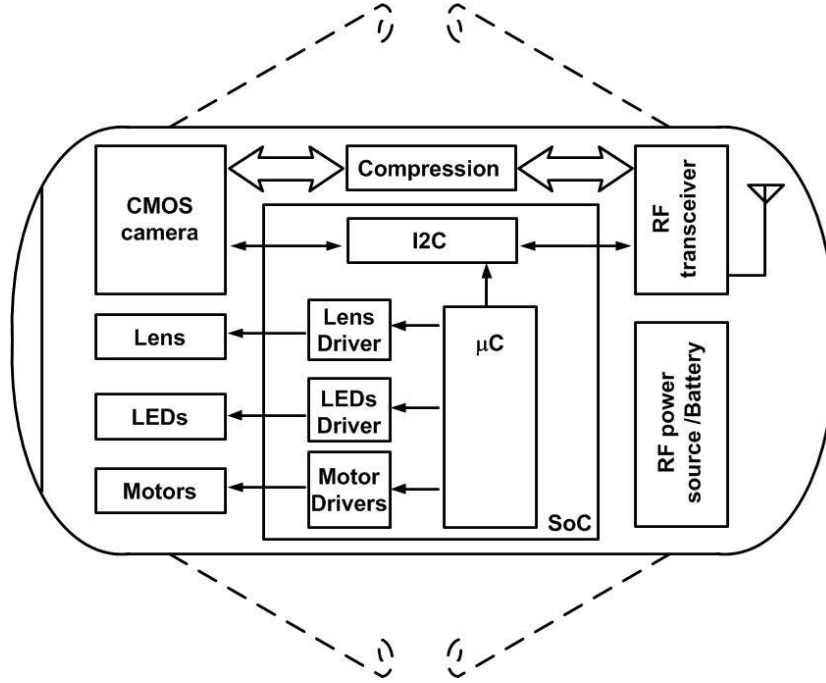 CMOS
camera
Compression
RF
transceiver
I2C
Lens
Lens
Driver
μC
LEDs
LEDs
Driver
Motors
Motor
Drivers
SoC
RF power
source /Battery